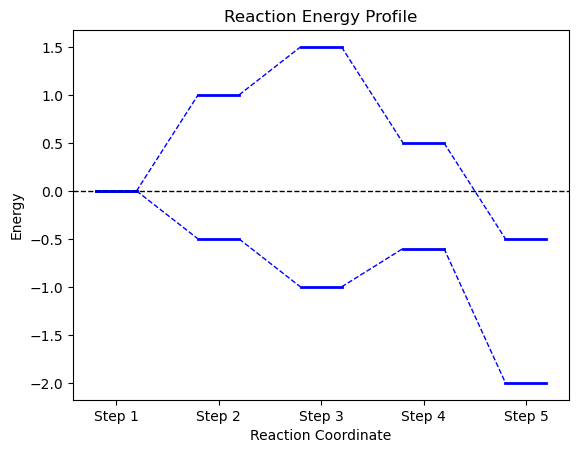 Reaction Energy Profile
1.5
1.0
0.5
0.0
−0.5
−1.0
−1.5
−2.0
Energy
Step 1 Step 2 Step 3 Step 4 Step 5
Reaction Coordinate